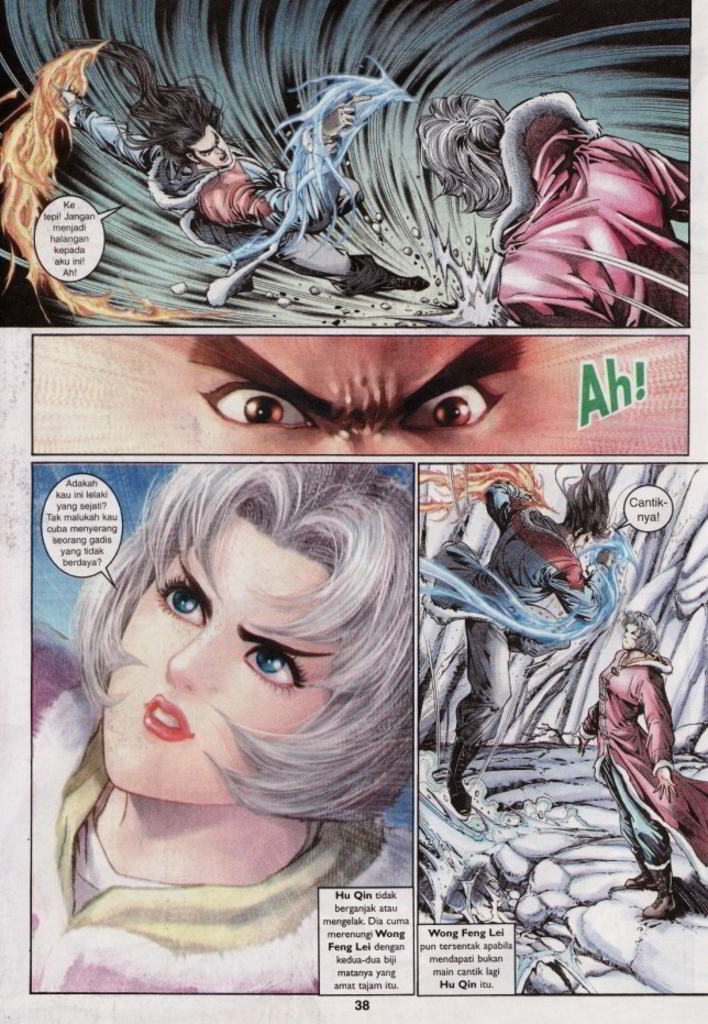 Ke
tepi! Jangan
menjadi
halangan
kepada
aku ini!
Ah!
Ah!
Adakah
kau ini lelaki
yang sejati?
Tak malukah kau
cuba menyerang
seorang gadis
yang tidak
berdaya?
Hu Qin tidak
berganjak atau
mengelak. Dia cuma
merenungi Wong
Feng Lei dengan
kedua-dua biji
matanya yang
amat tajam itu.
Cantik-
nya!
Wong Feng Lei
pun tersentak apabila
mendapati bukan
main cantik lagi
Hu Qin itu.
38